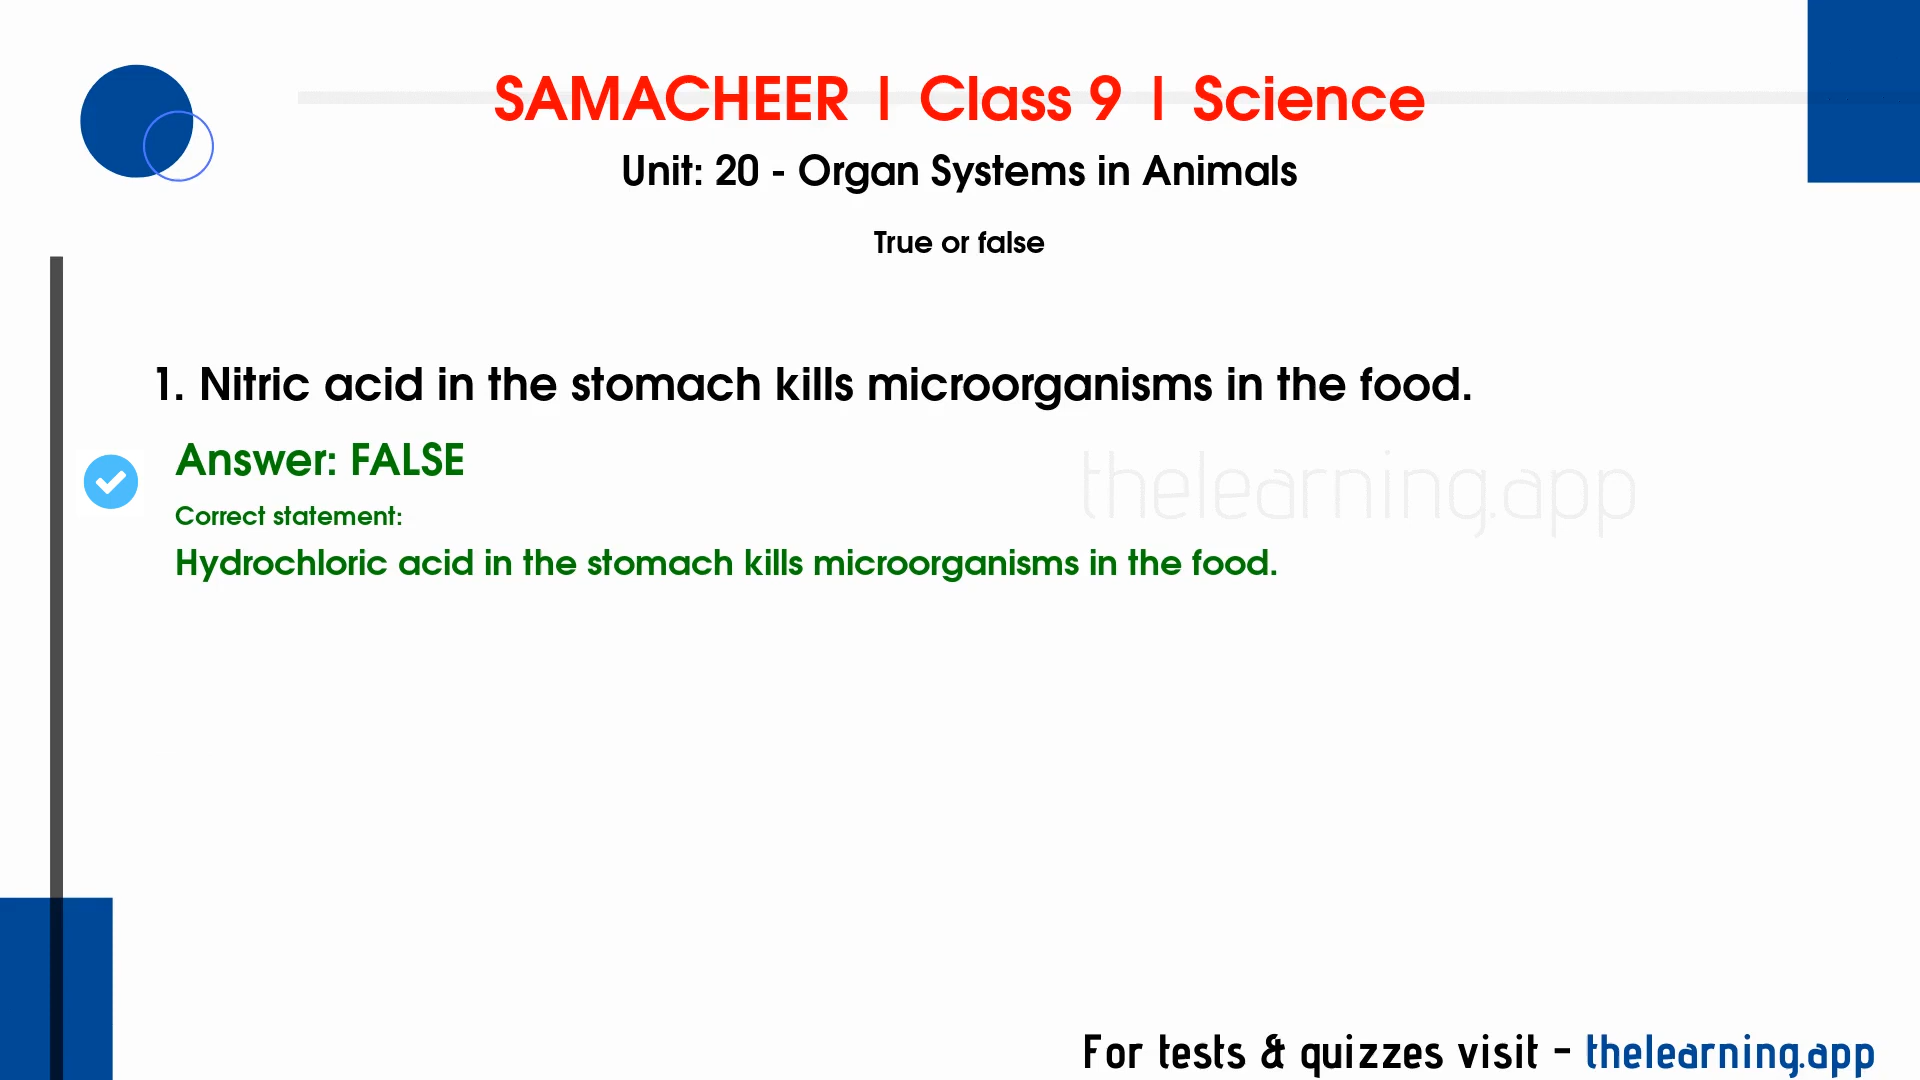 SAMACHEER | Class 9 | Science
Unit: 20 - Organ Systems in Animals
True or false
1. Nitric acid in the stomach kills microorganisms in the food.
Answer: FALSE
thelearning.app
Correct statement:
Hydrochloric acid in the stomach kills microorganisms in the food.
For tests & quizzes visit - thelearning.app